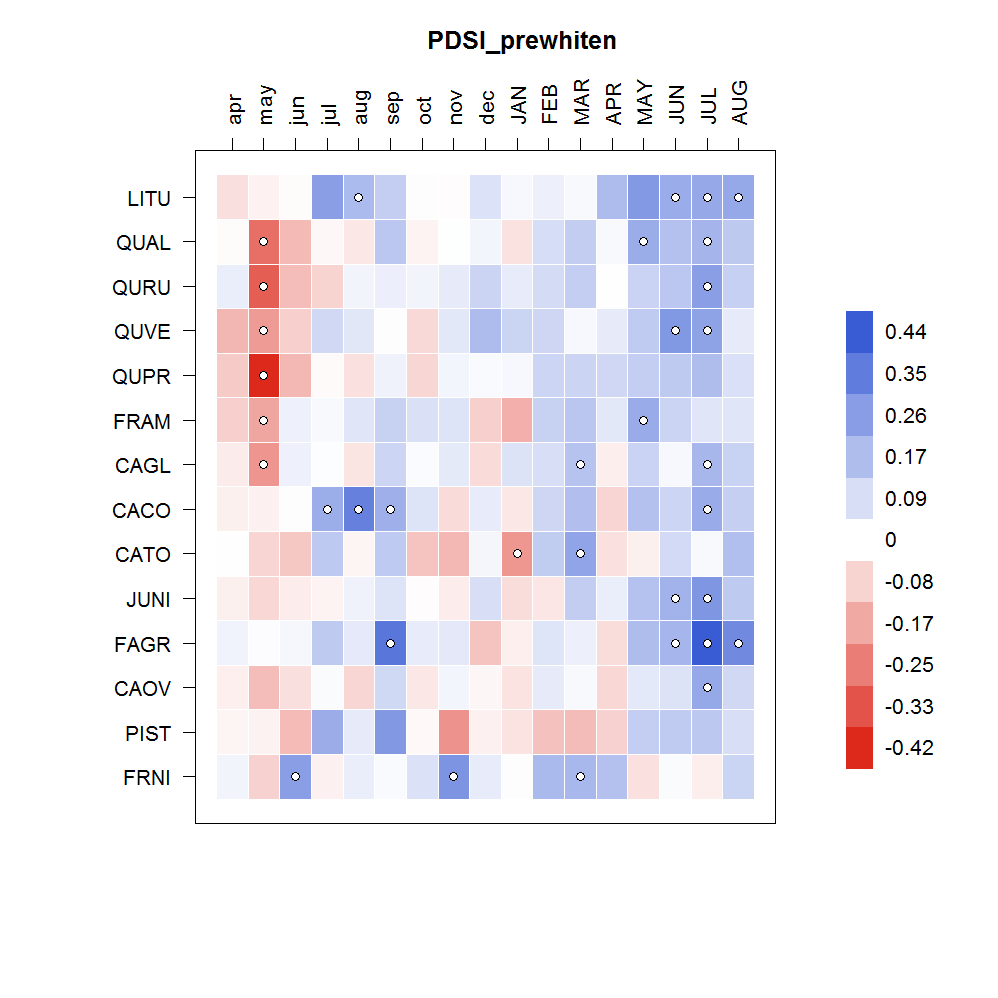 PDSI_prewhiten
apr may jun jul aug sep oct nov dec JAN FEB MAR APR MAY JUN JUL AUG
LITU
QUAL
QURU
QUVE
QUPR
FRAM
CAGL
CACO
CATO
JUNI
FAGR
CAOV
PIST
FRNI
0.44
0.35
0.26
0.17
0.09
0
-0.08
-0.17
-0.25
-0.33
-0.42